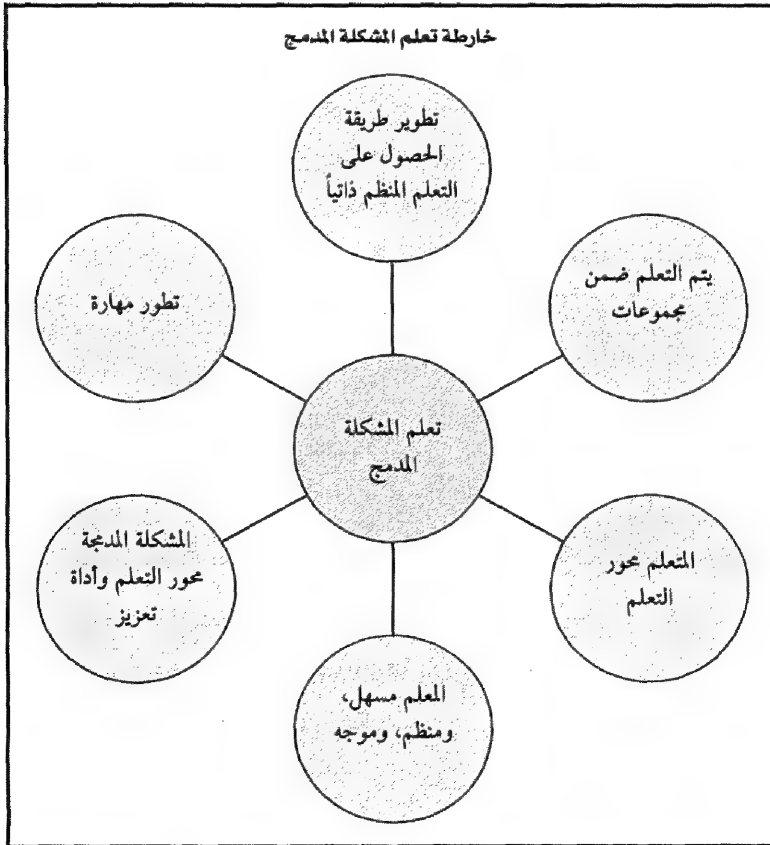 خارطة تعلم المشكلة المدمج
تطوير طريقة
الحصول على
التعلم المنظم ذاتياً
يتم التعلم ضمن
مجموعات
تطور مهارة
تعلم المشكلة
المدمج
المشكلة المدمجة
محور التعلم وأداة
تعزيز
المتعلم محور
التعلم
المعلم مسهل،
ومنظم، وموجه